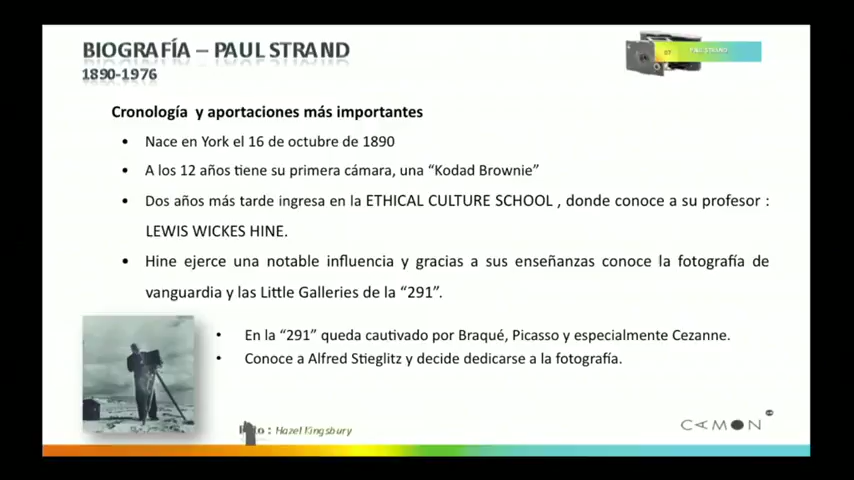 BIOGRAFÍA – PAUL STRAND
1890-1976
PAUL STRAND
Cronología y aportaciones más importantes
• Nace en York el 16 de octubre de 1890
• A los 12 años tiene su primera cámara, una “Kodad Brownie”
• Dos años más tarde ingresa en la ETHICAL CULTURE SCHOOL , donde conoce a su profesor :
LEWIS WICKES HINE.
• Hine ejerce una notable influencia y gracias a sus enseñanzas conoce la fotografía de
vanguardia y las Little Galleries de la “291”.
• En la “291” queda cautivado por Braqué, Picasso y especialmente Cezanne.
• Conoce a Alfred Stieglitz y decide dedicarse a la fotografía.
Hazel Kingsbury
CAMON